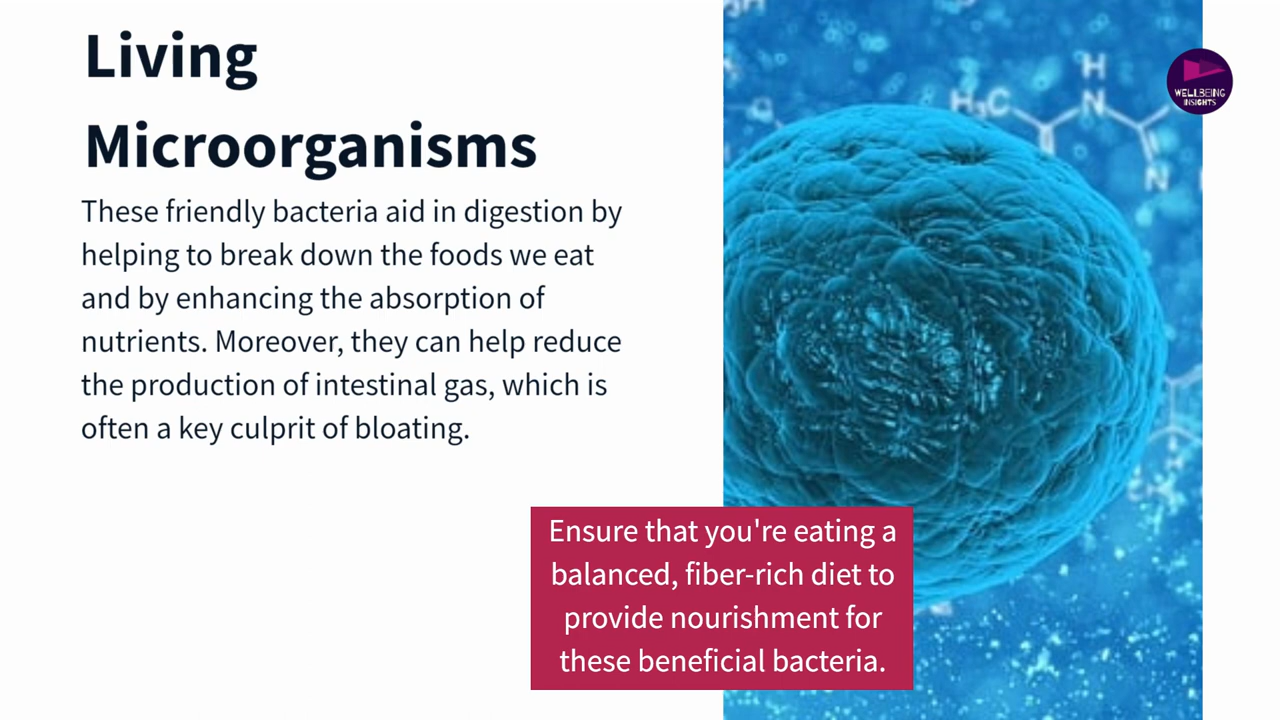 Living
Microorganisms
These friendly bacteria aid in digestion by
helping to break down the foods we eat
and by enhancing the absorption of
nutrients. Moreover, they can help reduce
the production of intestinal gas, which is
often a key culprit of bloating.
Ensure that you're eating a
balanced, fiber-rich diet to
provide nourishment for
these beneficial bacteria.
H
H₃C
N
N
WELLBEING
INSIGHTS